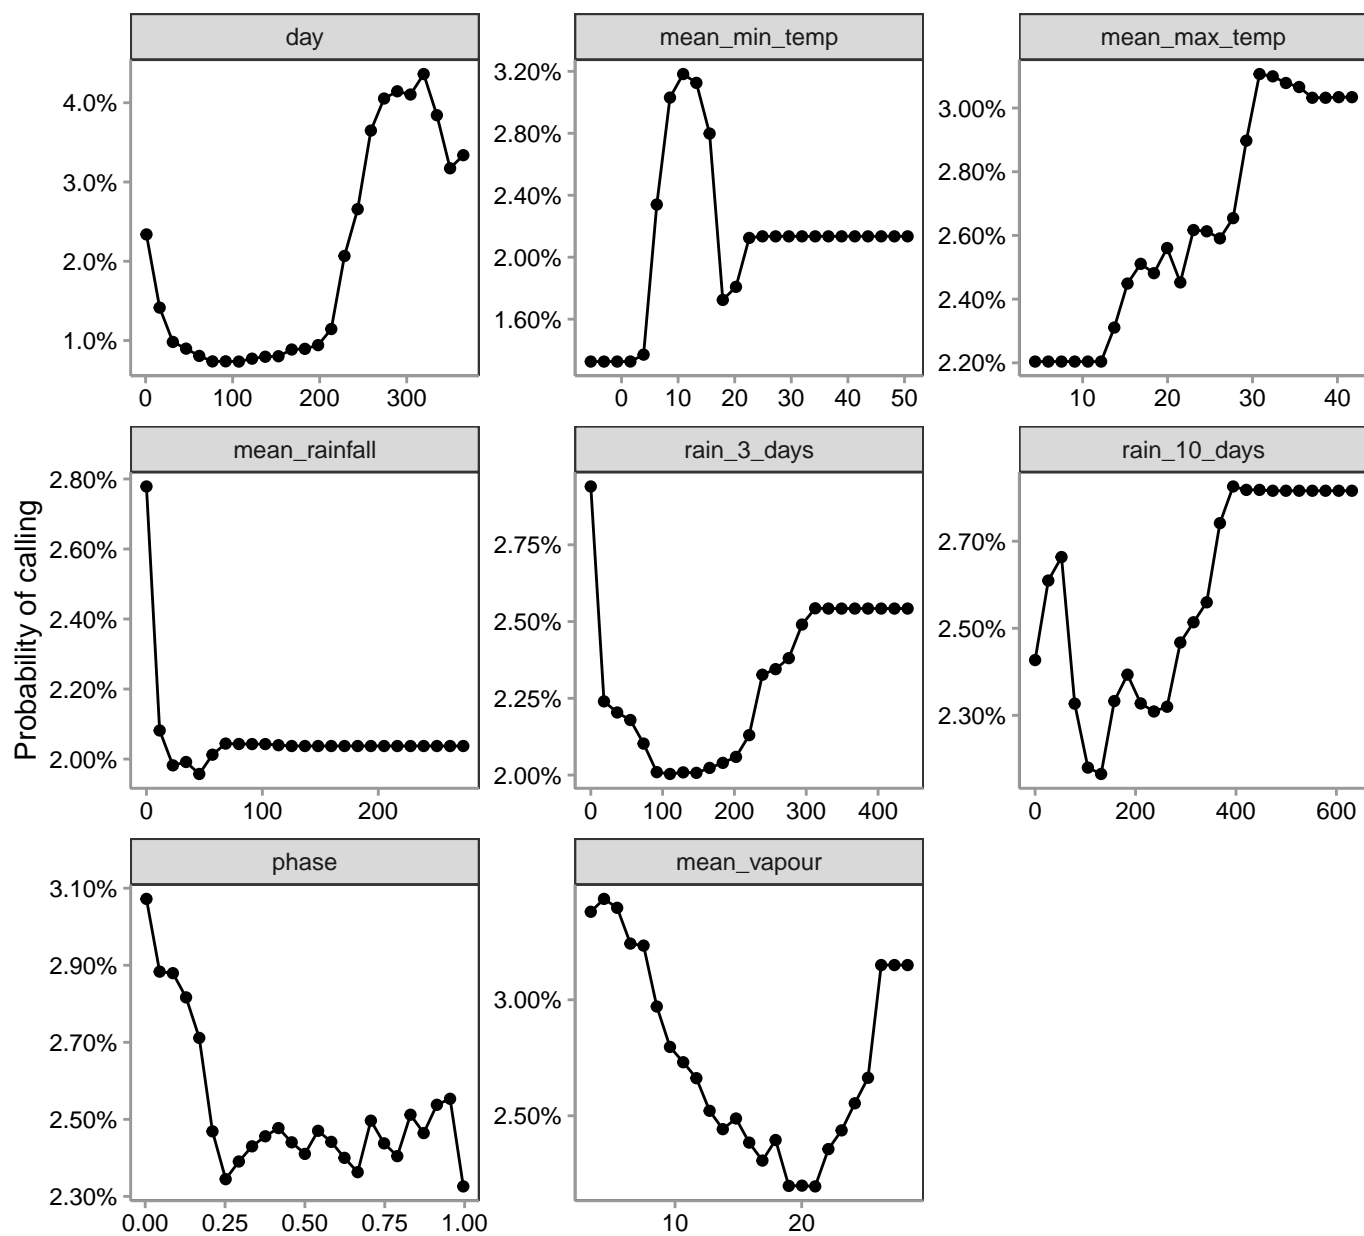 day
mean_min_temp
mean_max_temp
4.0%
3.0%
2.0%
1.0%
0 100 200 300
3.20%
2.80%
2.40%
2.00%
1.60%
0 10 20 30 40 50
3.00%
2.80%
2.60%
2.40%
2.20%
10 20 30 40
Probability of calling
mean_rainfall
rain_3_days
rain_10_days
2.80%
2.60%
2.40%
2.20%
2.00%
0 100 200
2.75%
2.50%
2.25%
2.00%
0 100 200 300 400
2.70%
2.50%
2.30%
0 200 400 600
phase
mean_vapour
3.10%
2.90%
2.70%
2.50%
2.30%
0.00 0.25 0.50 0.75 1.00
3.00%
2.50%
10 20